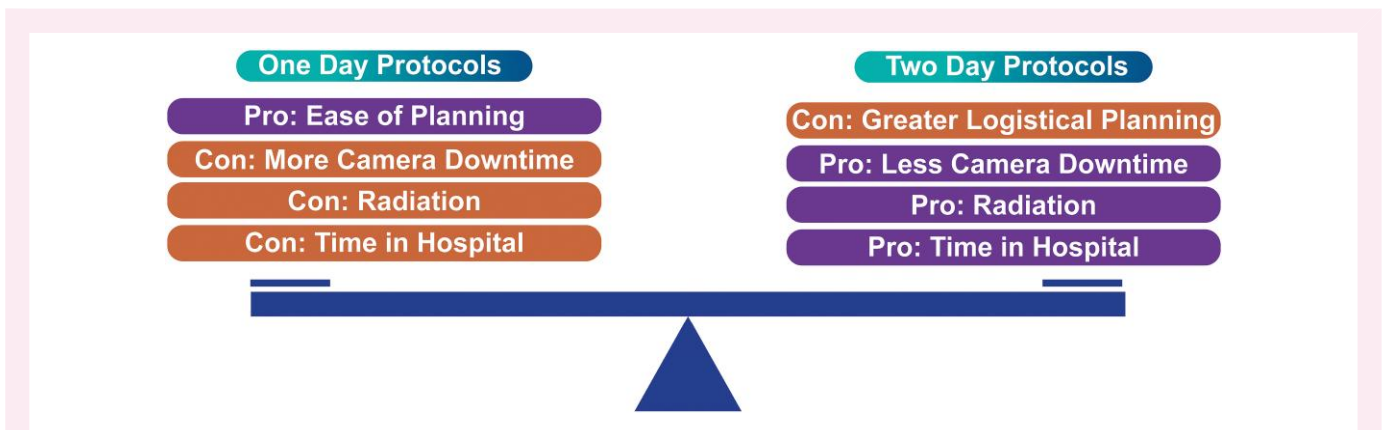 One Day Protocols
Pro: Ease of Planning
Con: More Camera Downtime
Con: Radiation
Con: Time in Hospital
Two Day Protocols
Con: Greater Logistical Planning
Pro: Less Camera Downtime
Pro: Radiation
Pro: Time in Hospital